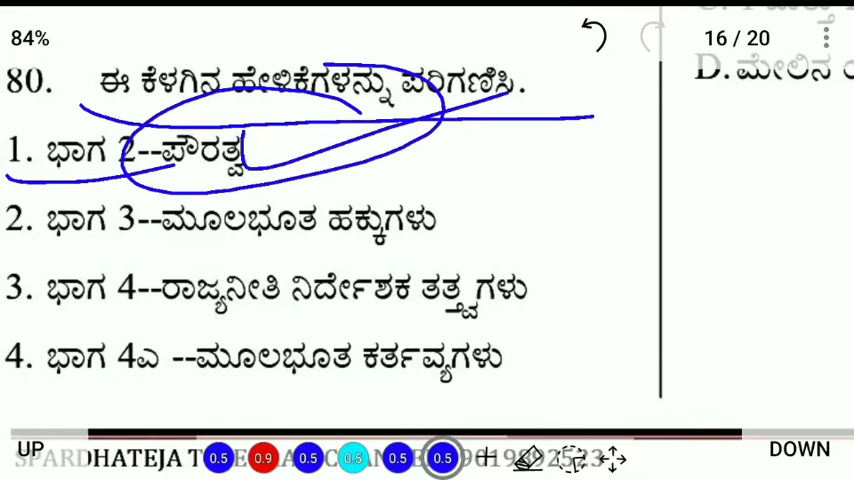 84%
16 / 20
80. ಈ ಕೆಳಗಿನ ಹೇಳಿಕೆಗಳನ್ನು ಪರಿಗಣಿಸಿ.
D. ಮೇಲಿನ
1. ಭಾಗ 2--ಪೌರತ್ವ
2. ಭಾಗ 3--ಮೂಲಭೂತ ಹಕ್ಕುಗಳು
3. ಭಾಗ 4--ರಾಜ್ಯನೀತಿ ನಿರ್ದೇಶಕ ತತ್ತ್ವಗಳು
4. ಭಾಗ 4ಎ --ಮೂಲಭೂತ ಕರ್ತವ್ಯಗಳು
UP 0.5 0.9 0.5 0.5 0.5 0.5 DOWN
SPARDHATEJA